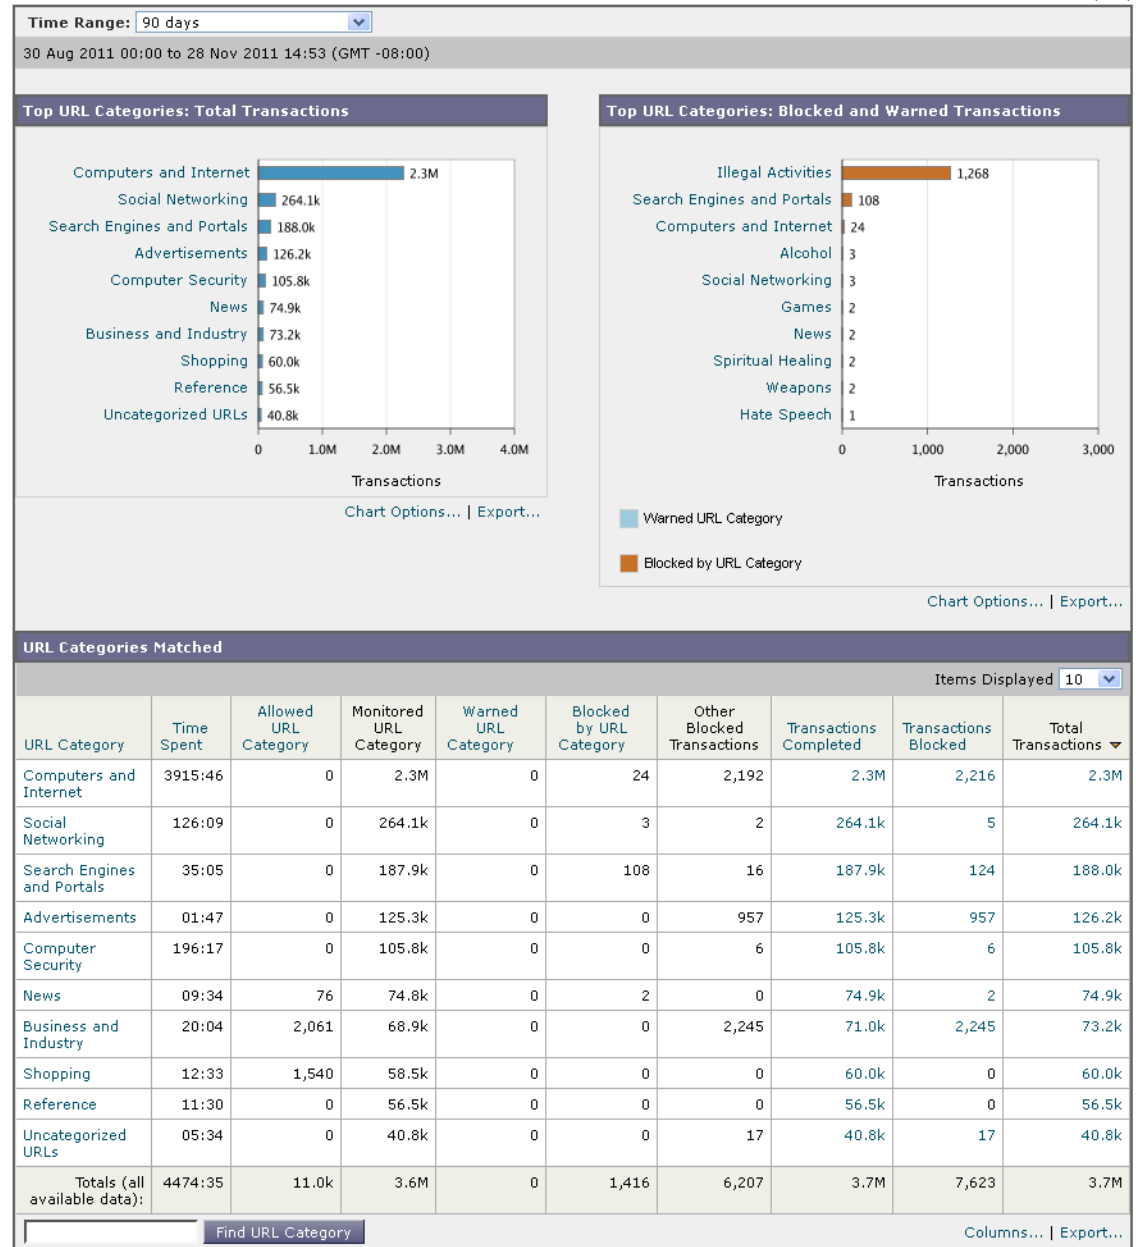 Time Range: 90 days
30 Aug 2011 00:00 to 28 Nov 2011 14:53 (GMT -08:00)
Top URL Categories: Total Transactions
Computers and Internet 2.3M
Social Networking 264.1k
Search Engines and Portals 188.0k
Advertisements 126.2k
Computer Security 105.8k
News 74.9k
Business and Industry 73.2k
Shopping 60.0k
Reference 56.5k
Uncategorized URLs 40.8k
0 1.0M 2.0M 3.0M 4.0M
Transactions
Chart Options... | Export...
Top URL Categories: Blocked and Warned Transactions
Illegal Activities 1,268
Search Engines and Portals 108
Computers and Internet 24
Alcohol 3
Social Networking 3
Games 2
News 2
Spiritual Healing 2
Weapons 2
Hate Speech 1
0 1,000 2,000 3,000
Transactions
Warned URL Category
Blocked by URL Category
Chart Options... | Export...
URL Categories Matched
Items Displayed 10
URL Category Time Spent Allowed URL Category Monitored URL Category Warned URL Category Blocked by URL Category Other Blocked Transactions Transactions Completed Transactions Blocked Total Transactions
Computers and Internet 3915:46 0 2.3M 0 24 2,192 2.3M 2,216 2.3M
Social Networking 126:09 0 264.1k 0 3 2 264.1k 5 264.1k
Search Engines and Portals 35:05 0 187.9k 0 108 16 187.9k 124 188.0k
Advertisements 01:47 0 125.3k 0 0 957 125.3k 957 126.2k
Computer Security 196:17 0 105.8k 0 0 6 105.8k 6 105.8k
News 09:34 76 74.8k 0 2 0 74.9k 2 74.9k
Business and Industry 20:04 2,061 68.9k 0 0 2,245 71.0k 2,245 73.2k
Shopping 12:33 1,540 58.5k 0 0 0 60.0k 0 60.0k
Reference 11:30 0 56.5k 0 0 0 56.5k 0 56.5k
Uncategorized URLs 05:34 0 40.8k 0 0 17 40.8k 17 40.8k
Totals (all available data): 4474:35 11.0k 3.6M 0 1,416 6,207 3.7M 7,623 3.7M
Find URL Category
Columns... | Export...